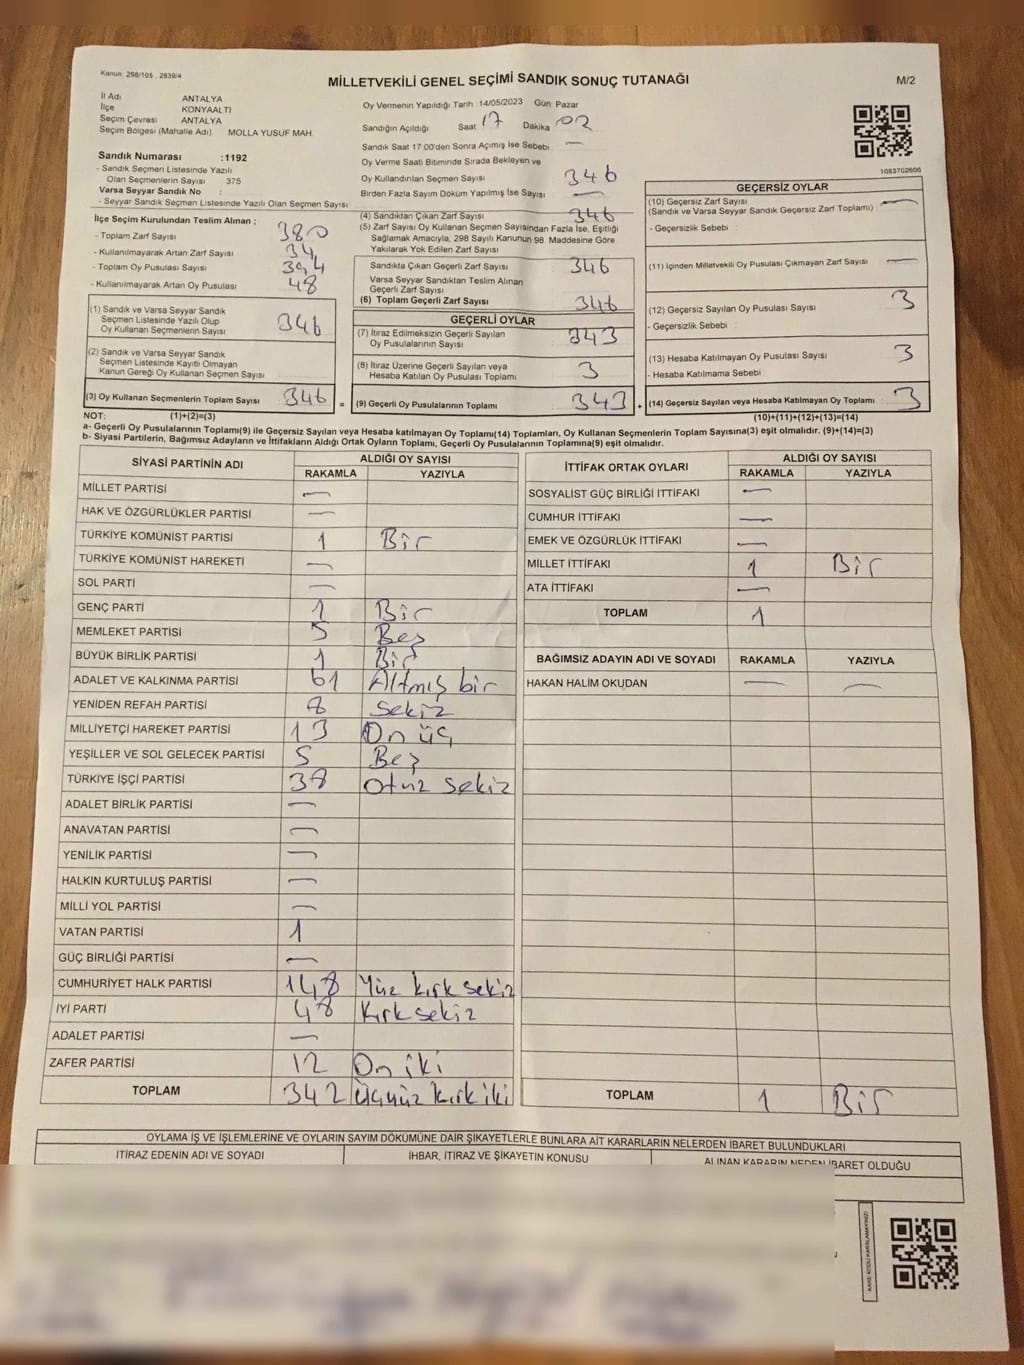 Kanun, 298/105 , 2839/4
MİLLETVEKİLİ GENEL SEÇİMİ SANDIK SONUÇ TUTANAĞI
M/2
İl Adı ANTALYA
İlçe KONYAALTI
Seçim Çevresi ANTALYA
Seçim Bölgesi (Mahalle Adı) MOLLA YUSUF MAH.
Sandık Numarası :1192
- Sandık Seçmen Listesinde Yazılı
Olan Seçmenlerin Sayısı 375
Varsa Seyyar Sandık No :
- Seyyar Sandık Seçmen Listesinde Yazılı Olan Seçmen Sayısı:
Oy Vermenin Yapıldığı Tarih 14/05/2023 Gün: Pazar
Sandığın Açıldığı Saat 17 Dakika 02
Sandık Saat 17:00'den Sonra Açımış İse Sebebi —
Oy Verme Saati Bitiminde Sırada Bekleyen ve
Oy Kullandırılan Seçmen Sayısı 346
Birden Fazla Sayım Döküm Yapılmış İse Sayısı —
1083702606
İlçe Seçim Kurulundan Teslim Alınan ;
- Toplam Zarf Sayısı 380
- Kullanılmayarak Artan Zarf Sayısı 34
- Toplam Oy Pusulası Sayısı 394
- Kullanılmayarak Artan Oy Pusulası 48
(1) Sandık ve Varsa Seyyar Sandık
Seçmen Listesinde Yazılı Olup
Oy Kullanan Seçmenlerin Sayısı 346
(2) Sandık ve Varsa Seyyar Sandık
Seçmen Listesinde Kayıtlı Olmayan
Kanun Gereği Oy Kullanan Seçmen Sayısı
(3) Oy Kullanan Seçmenlerin Toplam Sayısı 346 =
(4) Sandıktan Çıkan Zarf Sayısı 346
(5) Zarf Sayısı Oy Kullanan Seçmen Sayısından Fazla İse, Eşitliği
Sağlamak Amacıyla, 298 Sayılı Kanunun 98. Maddesine Göre
Yakılarak Yok Edilen Zarf Sayısı
Sandıkta Çıkan Geçerli Zarf Sayısı 346
Varsa Seyyar Sandıktan Teslim Alınan
Geçerli Zarf Sayısı
(6) Toplam Geçerli Zarf Sayısı 346
GEÇERLİ OYLAR
(7) İtiraz Edilmeksizin Geçerli Sayılan
Oy Pusulalarının Sayısı 343
(8) İtiraz Üzerine Geçerli Sayılan veya
Hesaba Katılan Oy Pusulası Toplamı 3
(9) Geçerli Oy Pusulalarının Toplamı 343 +
GEÇERSİZ OYLAR
(10) Geçersiz Zarf Sayısı
(Sandık ve Varsa Seyyar Sandık Geçersiz Zarf Toplamı) —
- Geçersizlik Sebebi :
(11) İçinden Milletvekili Oy Pusulası Çıkmayan Zarf Sayısı —
(12) Geçersiz Sayılan Oy Pusulası Sayısı 3
- Geçersizlik Sebebi
(13) Hesaba Katılmayan Oy Pusulası Sayısı 3
- Hesaba Katılmama Sebebi
(14) Geçersiz Sayılan veya Hesaba Katılmayan Oy Toplamı 3
NOT: (1)+(2)=(3) (10)+(11)+(12)+(13)=(14)
a- Geçerli Oy Pusulalarının Toplamı(9) ile Geçersiz Sayılan veya Hesaba katılmayan Oy Toplamı(14) Toplamları, Oy Kullanan Seçmenlerin Toplam Sayısına(3) eşit olmalıdır. (9)+(14)=(3)
b- Siyasi Partilerin, Bağımsız Adayların ve İttifakların Aldığı Ortak Oyların Toplamı, Geçerli Oy Pusulalarının Toplamına(9) eşit olmalıdır.
SİYASİ PARTİNİN ADI ALDIĞI OY SAYISI
RAKAMLA YAZIYLA
MİLLET PARTİSİ —
HAK VE ÖZGÜRLÜKLER PARTİSİ —
TÜRKİYE KOMÜNİST PARTİSİ 1 Bir
TÜRKİYE KOMÜNİST HAREKETİ —
SOL PARTİ —
GENÇ PARTİ 1 Bir
MEMLEKET PARTİSİ 5 Beş
BÜYÜK BİRLİK PARTİSİ 1 Bir
ADALET VE KALKINMA PARTİSİ 61 Altmış bir
YENİDEN REFAH PARTİSİ 8 Sekiz
MİLLİYETÇİ HAREKET PARTİSİ 13 On üç
YEŞİLLER VE SOL GELECEK PARTİSİ 5 Beş
TÜRKİYE İŞÇİ PARTİSİ 38 Otuz sekiz
ADALET BİRLİK PARTİSİ —
ANAVATAN PARTİSİ —
YENİLİK PARTİSİ —
HALKIN KURTULUŞ PARTİSİ —
MİLLİ YOL PARTİSİ —
VATAN PARTİSİ 1
GÜÇ BİRLİĞİ PARTİSİ —
CUMHURİYET HALK PARTİSİ 148 Yüz kırk sekiz
İYİ PARTİ 48 Kırk sekiz
ADALET PARTİSİ —
ZAFER PARTİSİ 12 On iki
TOPLAM 342 Üçyüz kırk iki
İTTİFAK ORTAK OYLARI ALDIĞI OY SAYISI
RAKAMLA YAZIYLA
SOSYALİST GÜÇ BİRLİĞİ İTTİFAKI —
CUMHUR İTTİFAKI —
EMEK VE ÖZGÜRLÜK İTTİFAKI —
MİLLET İTTİFAKI 1 Bir
ATA İTTİFAKI —
TOPLAM 1
BAĞIMSIZ ADAYIN ADI VE SOYADI RAKAMLA YAZIYLA
HAKAN HALİM OKUDAN — —
TOPLAM 1 Bir
OYLAMA İŞ VE İŞLEMLERİNE VE OYLARIN SAYIM DÖKÜMÜNE DAİR ŞİKAYETLERLE BUNLARA AİT KARARLARIN NELERDEN İBARET BULUNDUKLARI
İTİRAZ EDENİN ADI VE SOYADI İHBAR, İTİRAZ VE ŞİKAYETİN KONUSU ALINAN KARARIN NEDEN İBARET OLDUĞU
KARE KODU KARALAMAYINIZ!